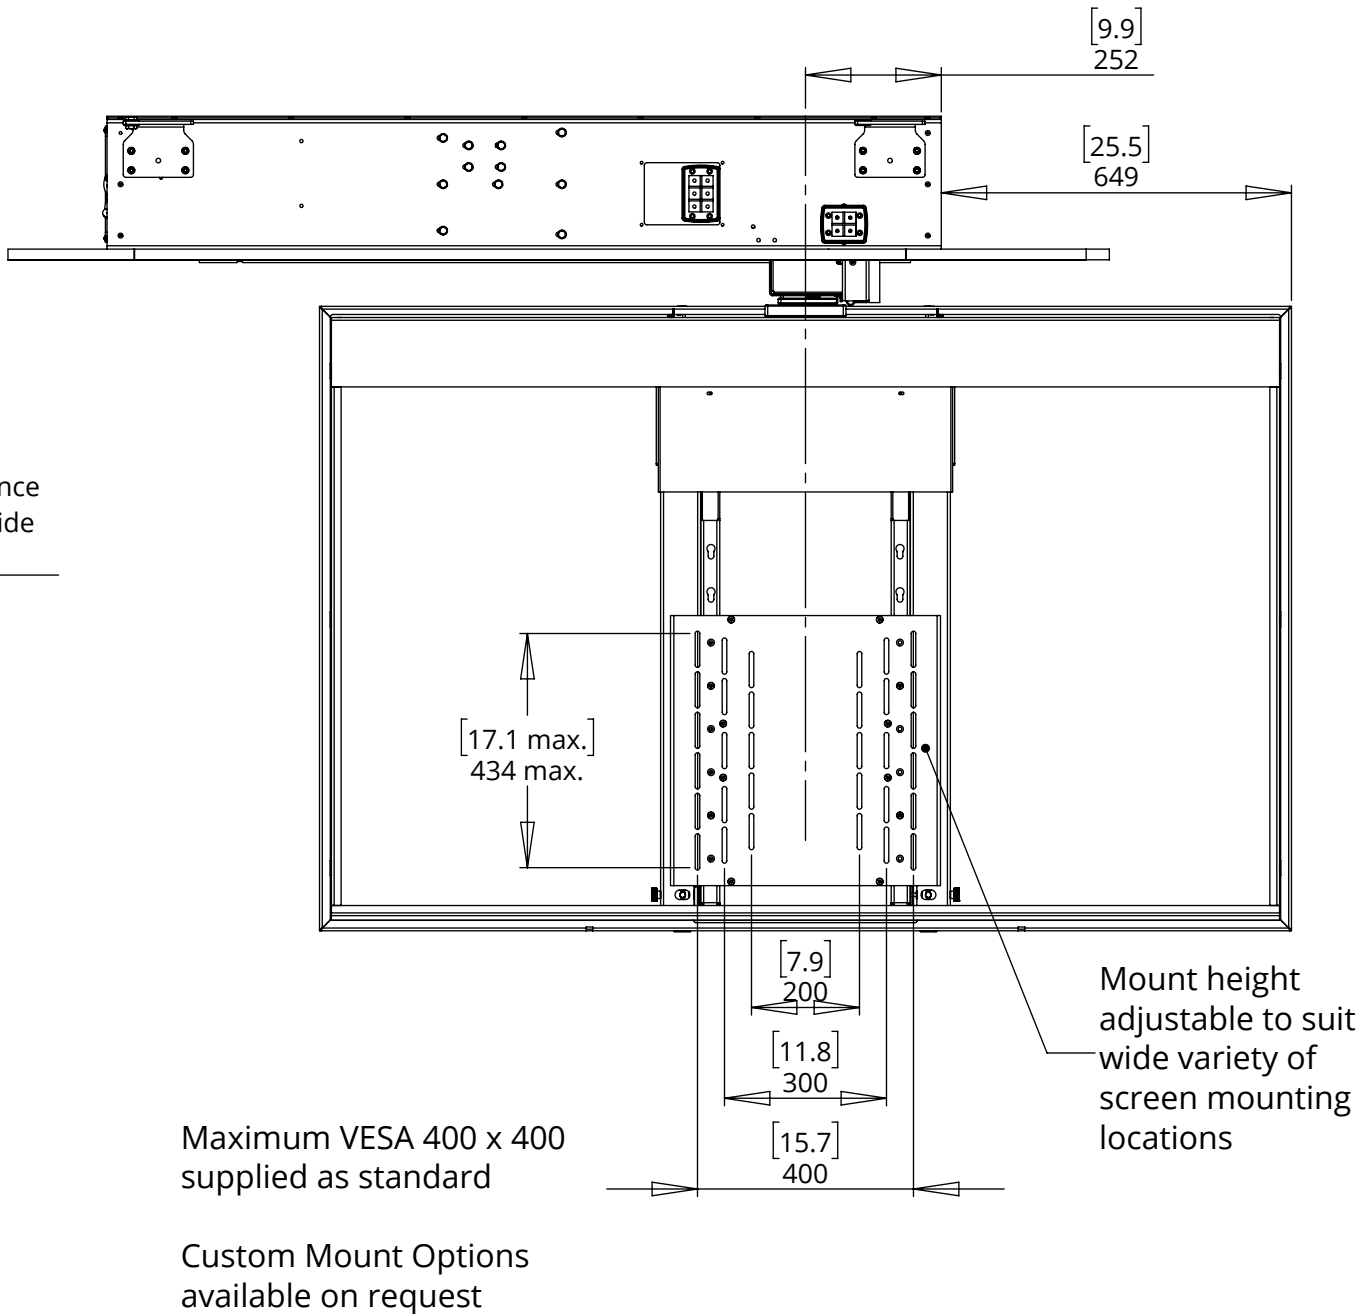 [9.9]
252
[25.5]
649
[17.1 max.]
434 max.
[7.9]
200
[11.8]
300
[15.7]
400
Mount height
adjustable to suit
wide variety of
screen mounting
locations
Maximum VESA 400 x 400
supplied as standard
Custom Mount Options
available on request